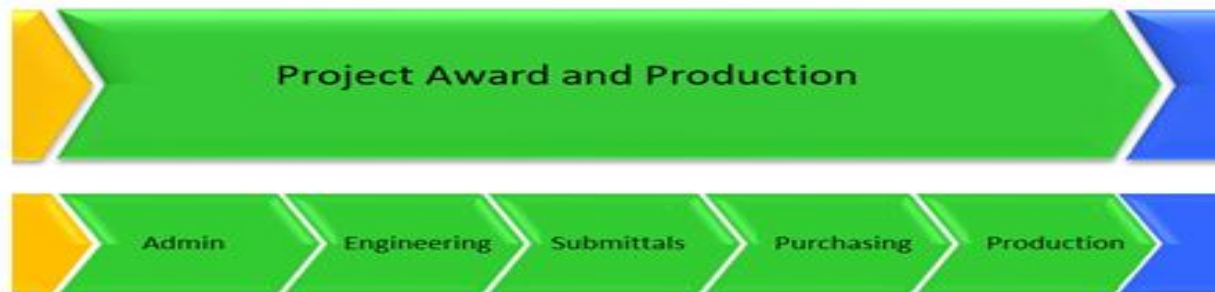 Project Award and Production
Admin Engineering Submittals Purchasing Production